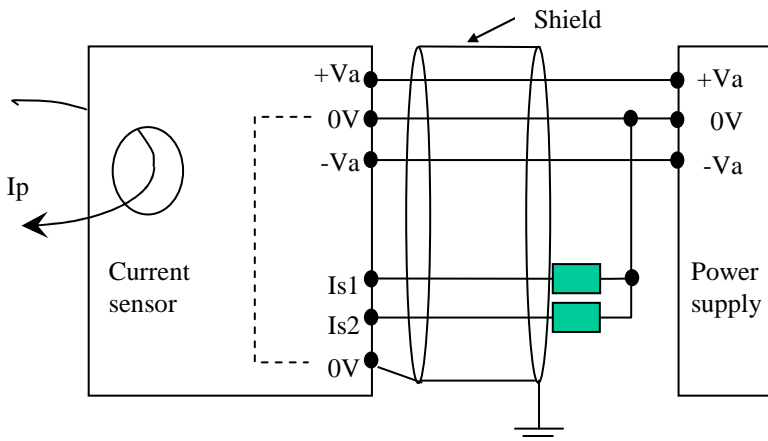 Shield
+Va
0V
-Va
Ip
Current
sensor
Is1
Is2
0V
+Va
0V
-Va
Power
supply